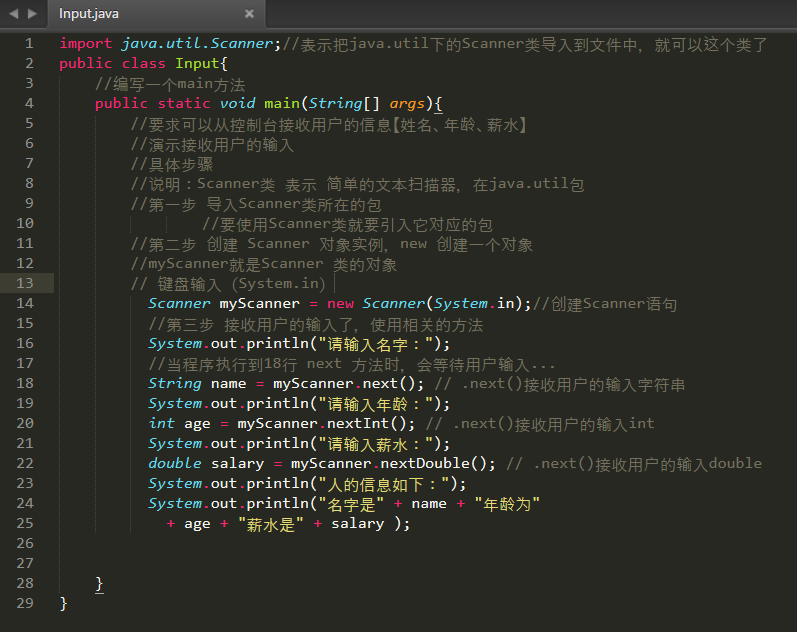 Input.java
1 import java.util.Scanner;//表示把java.util下的Scanner类导入到文件中，就可以这个类了
2 public class Input{
3 //编写一个main方法
4 public static void main(String[] args){
5 //要求可以从控制台接收用户的信息【姓名、年龄、薪水】
6 //演示接收用户的输入
7 //具体步骤
8 //说明：Scanner类 表示 简单的文本扫描器，在java.util包
9 //第一步 导入Scanner类所在的包
10 //要使用Scanner类就要引入它对应的包
11 //第二步 创建 Scanner 对象实例，new 创建一个对象
12 //myScanner就是Scanner 类的对象
13 // 键盘输入（System.in）
14 Scanner myScanner = new Scanner(System.in);//创建Scanner语句
15 //第三步 接收用户的输入了，使用相关的方法
16 System.out.println("请输入名字：");
17 //当程序执行到18行 next 方法时，会等待用户输入...
18 String name = myScanner.next(); // .next()接收用户的输入字符串
19 System.out.println("请输入年龄：");
20 int age = myScanner.nextInt(); // .next()接收用户的输入int
21 System.out.println("请输入薪水：");
22 double salary = myScanner.nextDouble(); // .next()接收用户的输入double
23 System.out.println("人的信息如下：");
24 System.out.println("名字是" + name + "年龄为"
25 + age + "薪水是" + salary );
26
27
28 }
29 }